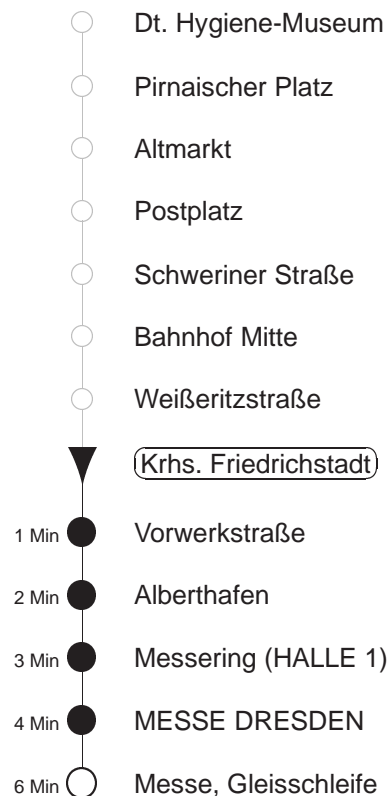 Dt. Hygiene-Museum
Pirnaischer Platz
Altmarkt
Postplatz
Schweriner Straße
Bahnhof Mitte
Weißeritzstraße
Krhs. Friedrichstadt
1 Min Vorwerkstraße
2 Min Alberthafen
3 Min Messering (HALLE 1)
4 Min MESSE DRESDEN
6 Min Messe, Gleisschleife